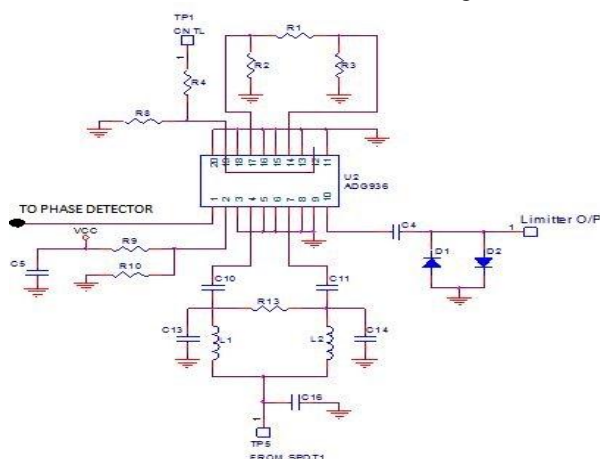 TP1
CNTL
1
R1
R2
R3
R4
R8
20 19 18 17 16 15 14 13 12 11
U2
ADG936
1 2 3 4 5 6 7 8 9 10
TO PHASE DETECTOR
VCC
C4
1
Limitter O/P
R9
D1
D2
C5
R10
C10
C11
R13
C13
L1
L2
C14
C16
1
TP5
FROM SPDT1